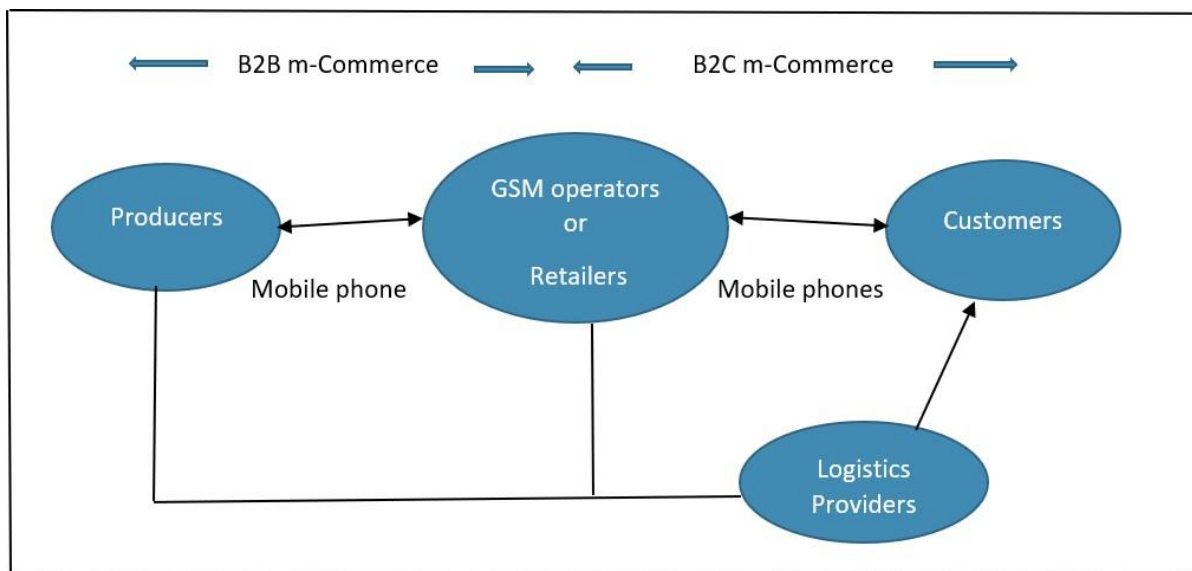 B2B m-Commerce
B2C m-Commerce
Producers
GSM operators
or
Retailers
Customers
Mobile phone
Mobile phones
Logistics
Providers